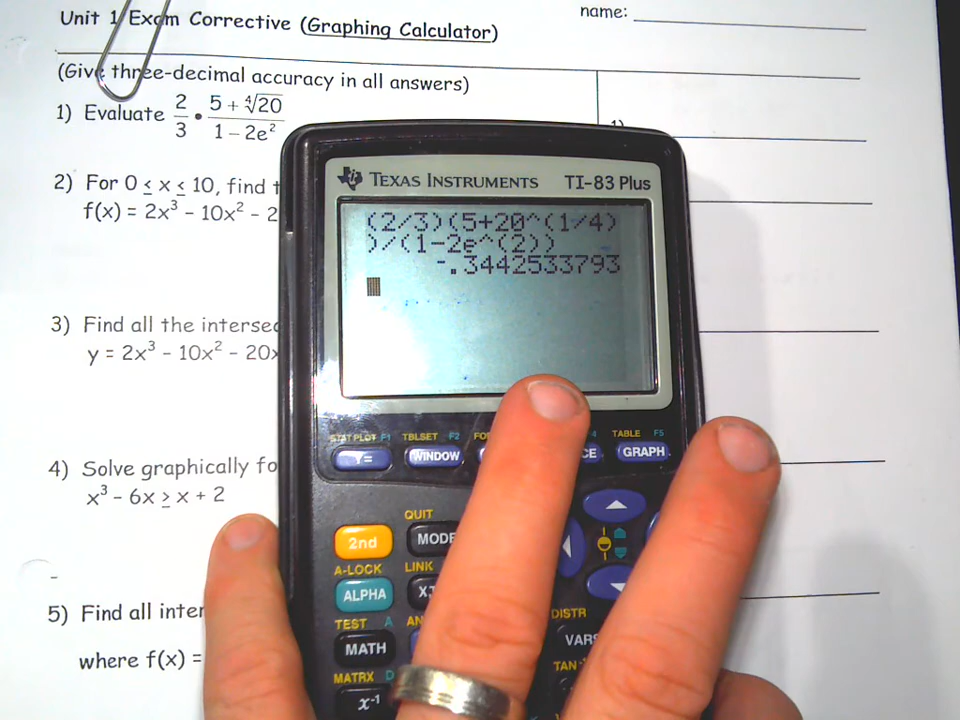 Unit 1 Exam Corrective (Graphing Calculator)
name:
(Give three-decimal accuracy in all answers)
1) Evaluate 2/3 • (5 + ∜20)/(1 – 2e²)
1)
2) For 0 ≤ x ≤ 10, find
f(x) = 2x³ – 10x² – 2
3) Find all the
y = 2x³ – 10x² – 20x
4) Solve graphically
x³ – 6x ≥ x + 2
5) Find all
where f(x) =
TEXAS INSTRUMENTS TI-83 Plus
(2/3)(5+20^(1/4)
)/(1-2e^(2))
-.3442533793
STAT PLOT F1 TBLSET F2 TABLE F5
Y= WINDOW GRAPH
QUIT
2nd MODE
A-LOCK LINK
ALPHA
TEST A DISTR
MATH VARS
MATRX D TAN
x⁻¹